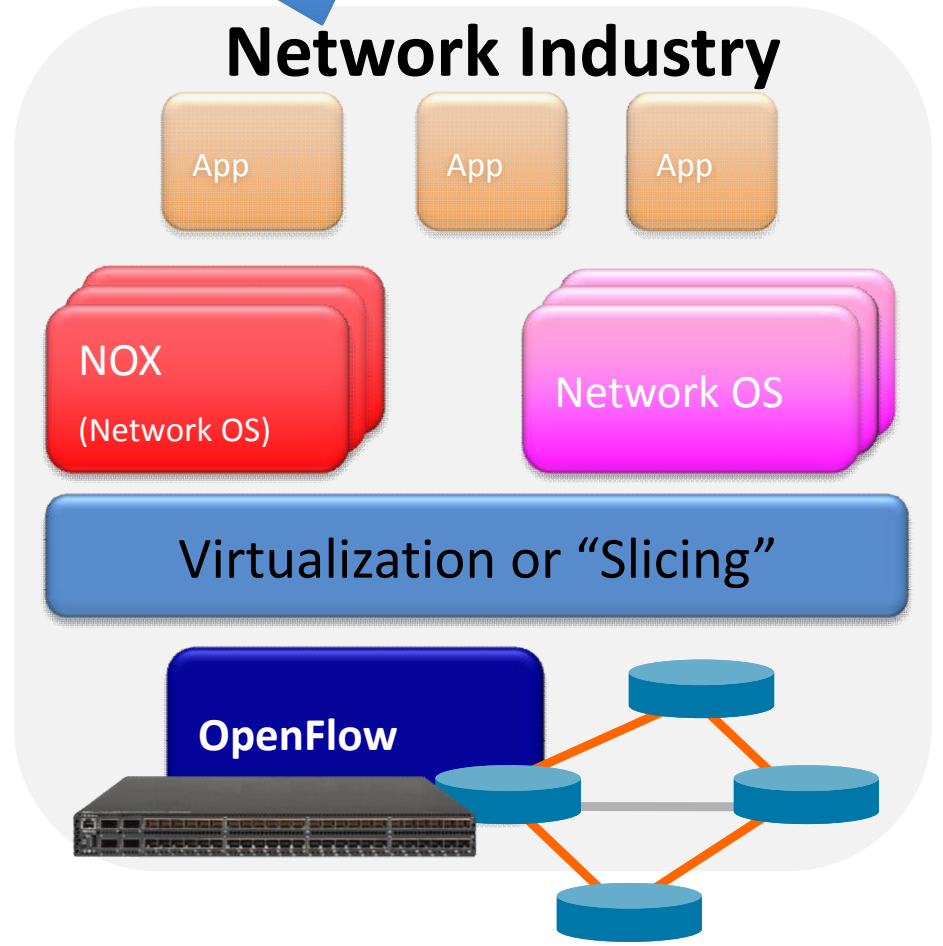 Network Industry
App
App
App
NOX
(Network OS)
Network OS
Virtualization or “Slicing”
OpenFlow